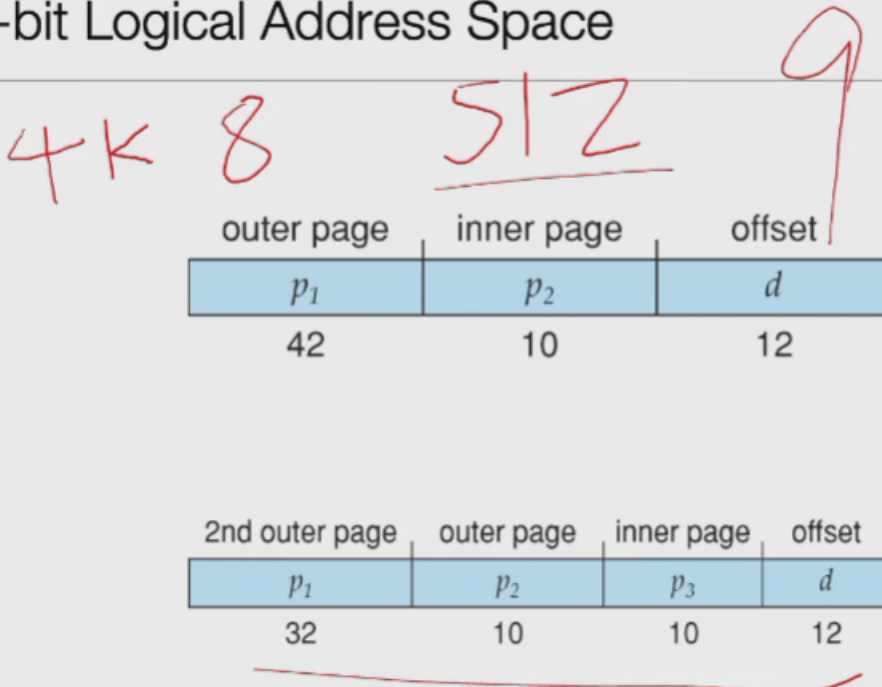 -bit Logical Address Space
4K 8 512 9
outer page inner page offset
p1 p2 d
42 10 12
2nd outer page outer page inner page offset
p1 p2 p3 d
32 10 10 12